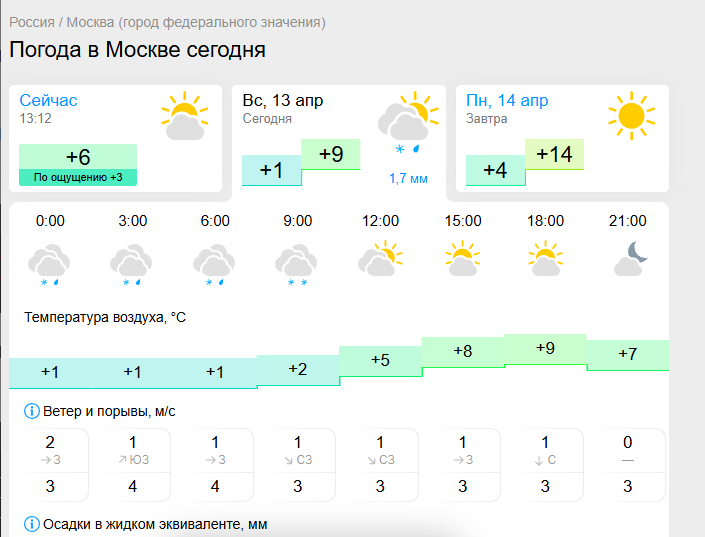 Россия / Москва (город федерального значения)
Погода в Москве сегодня
Сейчас
13:12
+6
По ощущению +3
Вс, 13 апр
Сегодня
+1
+9
1,7 мм
Пн, 14 апр
Завтра
+4
+14
0:00 3:00 6:00 9:00 12:00 15:00 18:00 21:00
Температура воздуха, °C
+1 +1 +1 +2 +5 +8 +9 +7
Ветер и порывы, м/с
2 1 1 1 1 1 1 0
→ З ↗ ЮЗ → З ↘ СЗ ↘ СЗ → З ↓ С —
3 4 4 3 3 3 3 3
Осадки в жидком эквиваленте, мм